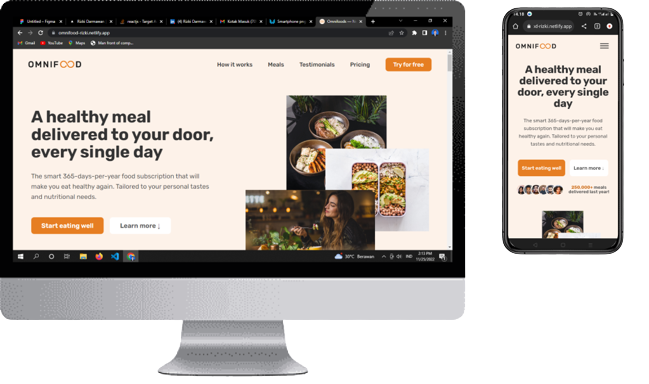 Untitled – Figma
Rizki Darmawan
react.js - Target
(4) Rizki Darmaw
Kotak Masuk
Smartphone p
Omnifood —
omnifood-rizki.netlify.app
Gmail
YouTube
Maps
Main front of camp...
OMNIFOOD
How it works
Meals
Testimonials
Pricing
Try for free
A healthy meal
delivered to your door,
every single day
The smart 365-days-per-year food subscription that will
make you eat healthy again. Tailored to your personal tastes
and nutritional needs.
Start eating well
Learn more ↓
30°C Berawan
IND
2:13 PM
11/25/2022
14.18
d-rizki.netlify.app
OMNIFOOD
A healthy meal
delivered to your
door, every single
day
The smart 365-days-per-year food
subscription that will make you eat
healthy again. Tailored to your personal
tastes and nutritional needs.
Start eating well
Learn more ↓
250,000+ meals
delivered last year!